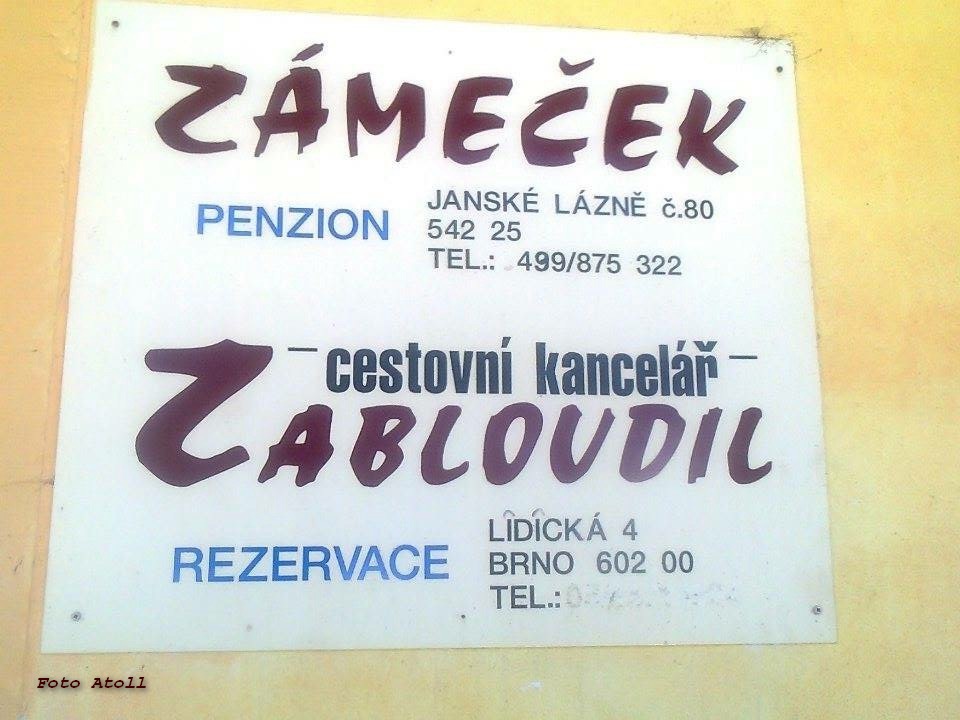 ZÁMEČEK
PENZION
JANSKÉ LÁZNĚ č.80
542 25
TEL.: 499/875 322
– cestovní kancelář –
ZABLOUDIL
REZERVACE
LIDICKÁ 4
BRNO 602 00
TEL.:
Foto Atoll